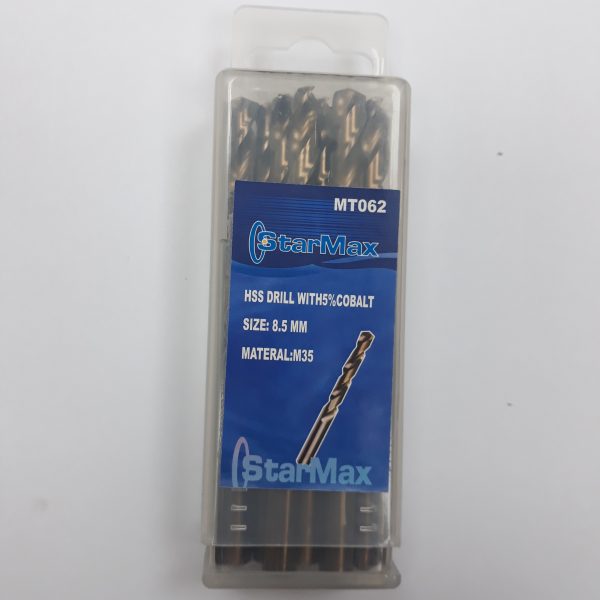 MT062
StarMax
HSS DRILL WITH5%COBALT
SIZE: 8.5 MM
MATERAL:M35
StarMax